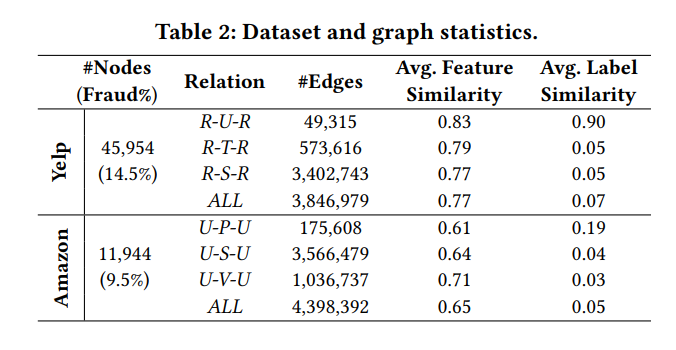 Table 2: Dataset and graph statistics.
#Nodes (Fraud%) Relation #Edges Avg. Feature Similarity Avg. Label Similarity
Yelp 45,954 (14.5%)
R-U-R 49,315 0.83 0.90
R-T-R 573,616 0.79 0.05
R-S-R 3,402,743 0.77 0.05
ALL 3,846,979 0.77 0.07
Amazon 11,944 (9.5%)
U-P-U 175,608 0.61 0.19
U-S-U 3,566,479 0.64 0.04
U-V-U 1,036,737 0.71 0.03
ALL 4,398,392 0.65 0.05